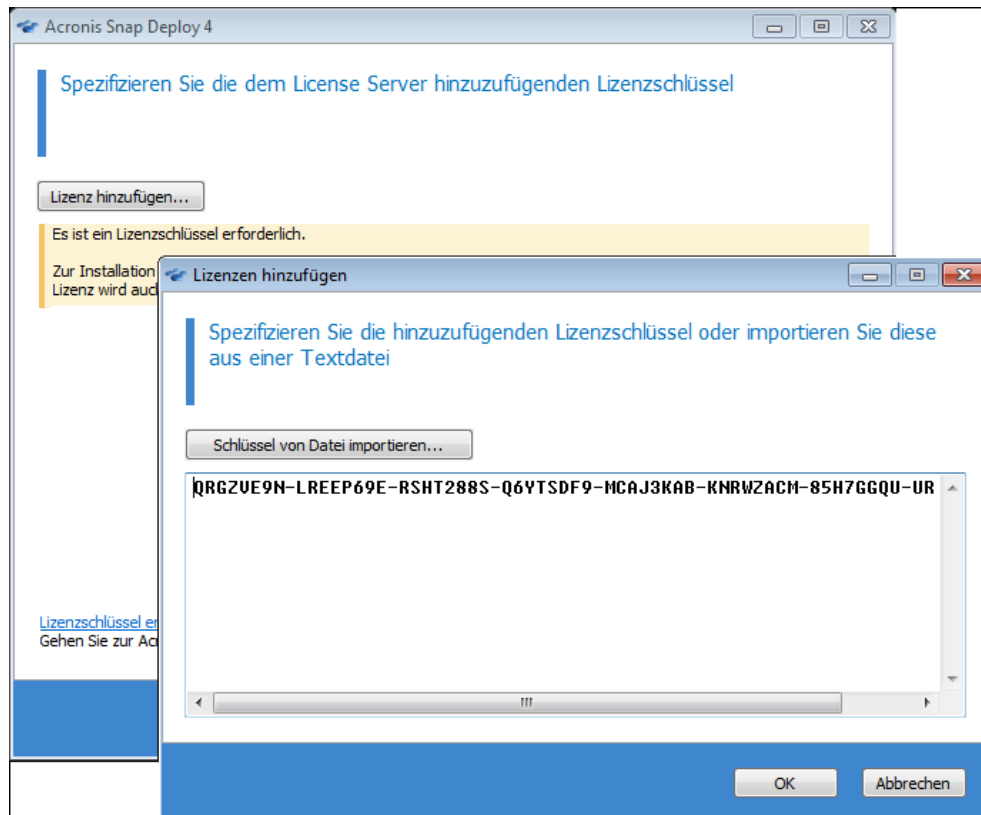 Acronis Snap Deploy 4
Spezifizieren Sie die dem License Server hinzuzufügenden Lizenzschlüssel
Lizenz hinzufügen...
Es ist ein Lizenzschlüssel erforderlich.
Zur Installation
Lizenz wird auch
Lizenzen hinzufügen
Spezifizieren Sie die hinzuzufügenden Lizenzschlüssel oder importieren Sie diese
aus einer Textdatei
Schlüssel von Datei importieren...
QRGZVE9N-LREEP69E-RSHT288S-Q6YTSDF9-MCAJ3KAB-KNRWZACM-85H7GGQU-UR
Lizenzschlüssel
Gehen Sie zur
OK
Abbrechen